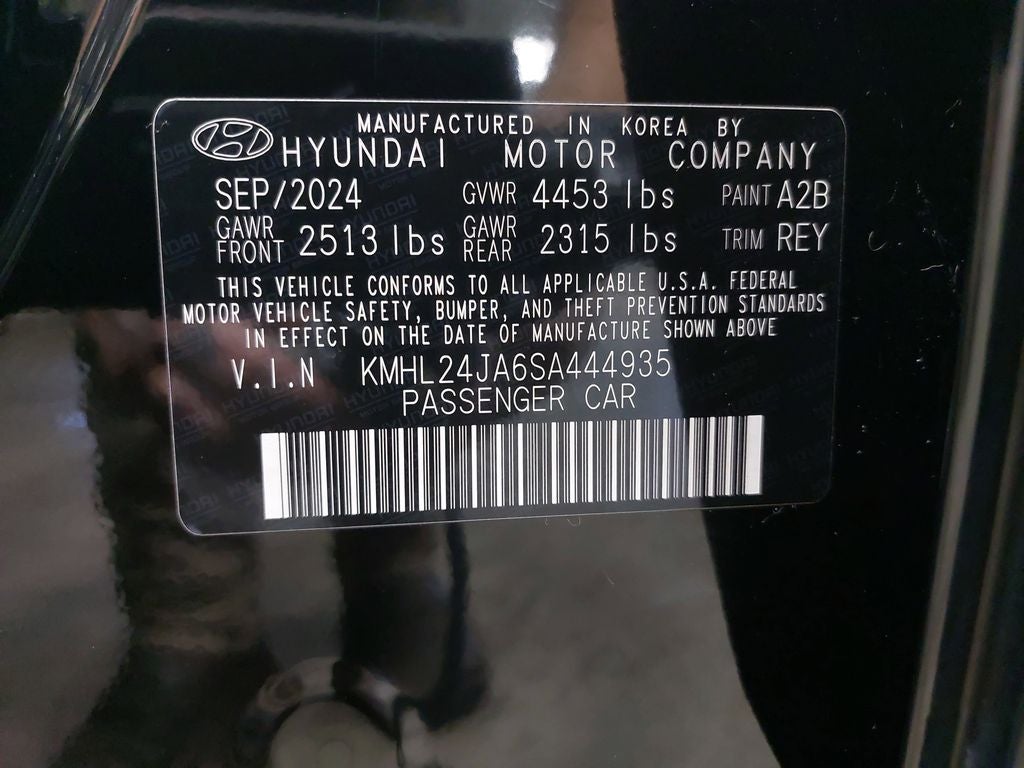 MANUFACTURED IN KOREA BY
HYUNDAI MOTOR COMPANY
SEP/2024 GVWR 4453 lbs PAINT A2B
GAWR FRONT 2513 lbs GAWR REAR 2315 lbs TRIM REY
THIS VEHICLE CONFORMS TO ALL APPLICABLE U.S.A. FEDERAL
MOTOR VEHICLE SAFETY, BUMPER, AND THEFT PREVENTION STANDARDS
IN EFFECT ON THE DATE OF MANUFACTURE SHOWN ABOVE
V.I.N KMHL24JA6SA444935
PASSENGER CAR